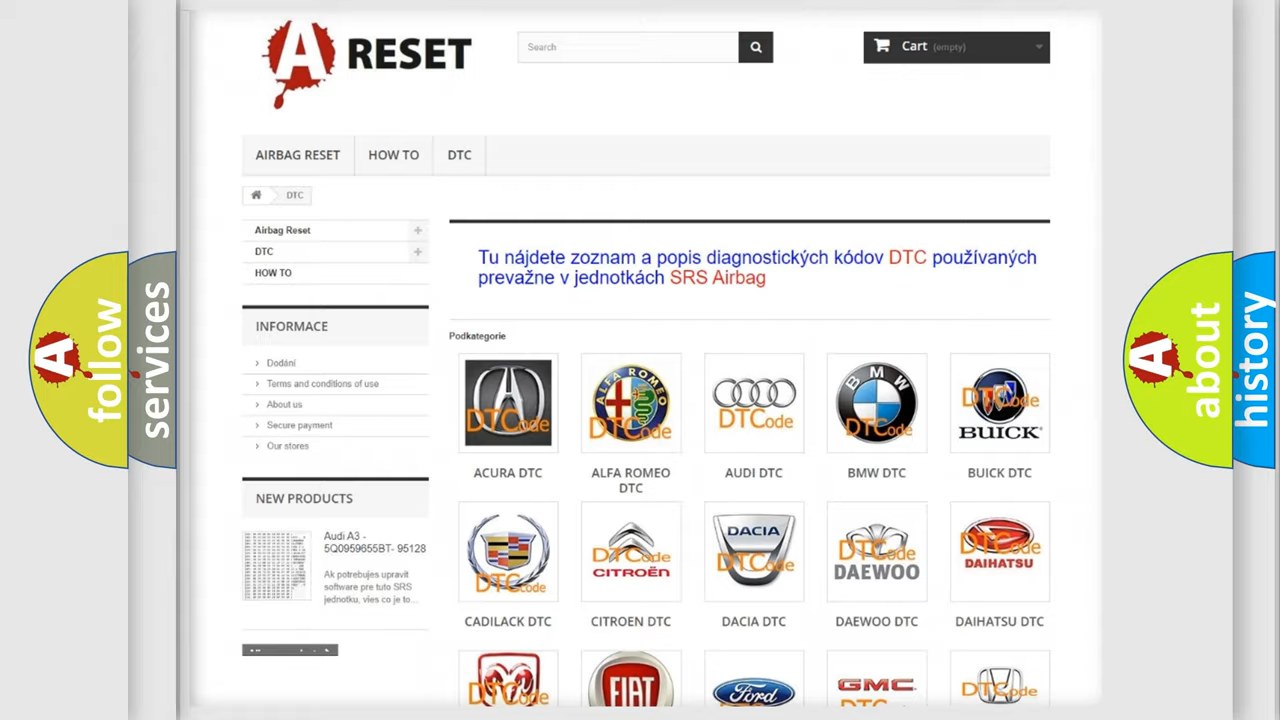 A RESET
Search
Cart (empty)
AIRBAG RESET
HOW TO
DTC
DTC
Airbag Reset
DTC
HOW TO
INFORMACE
Dodání
Terms and conditions of use
About us
Secure payment
Our stores
NEW PRODUCTS
Audi A3 -
5Q0959655BT- 95128
Ak potrebujes upravit
software pre tuto SRS
jednotku, vies co je to...
Tu nájdete zoznam a popis diagnostických kódov DTC používaných
prevažne v jednotkách SRS Airbag
Podkategorie
DTCode
ALFA ROMEO
DTCode
DTCode
BMW
DTCode
DTCode
BUICK
ACURA DTC
ALFA ROMEO
DTC
AUDI DTC
BMW DTC
BUICK DTC
DTCode
DTCode
CITROËN
DACIA
DTCode
DTCode
DAEWOO
DTCode
DAIHATSU
CADILACK DTC
CITROEN DTC
DACIA DTC
DAEWOO DTC
DAIHATSU DTC
DTCode
FIAT
Ford
GMC
DTCode
A
follow
services
A
about
history